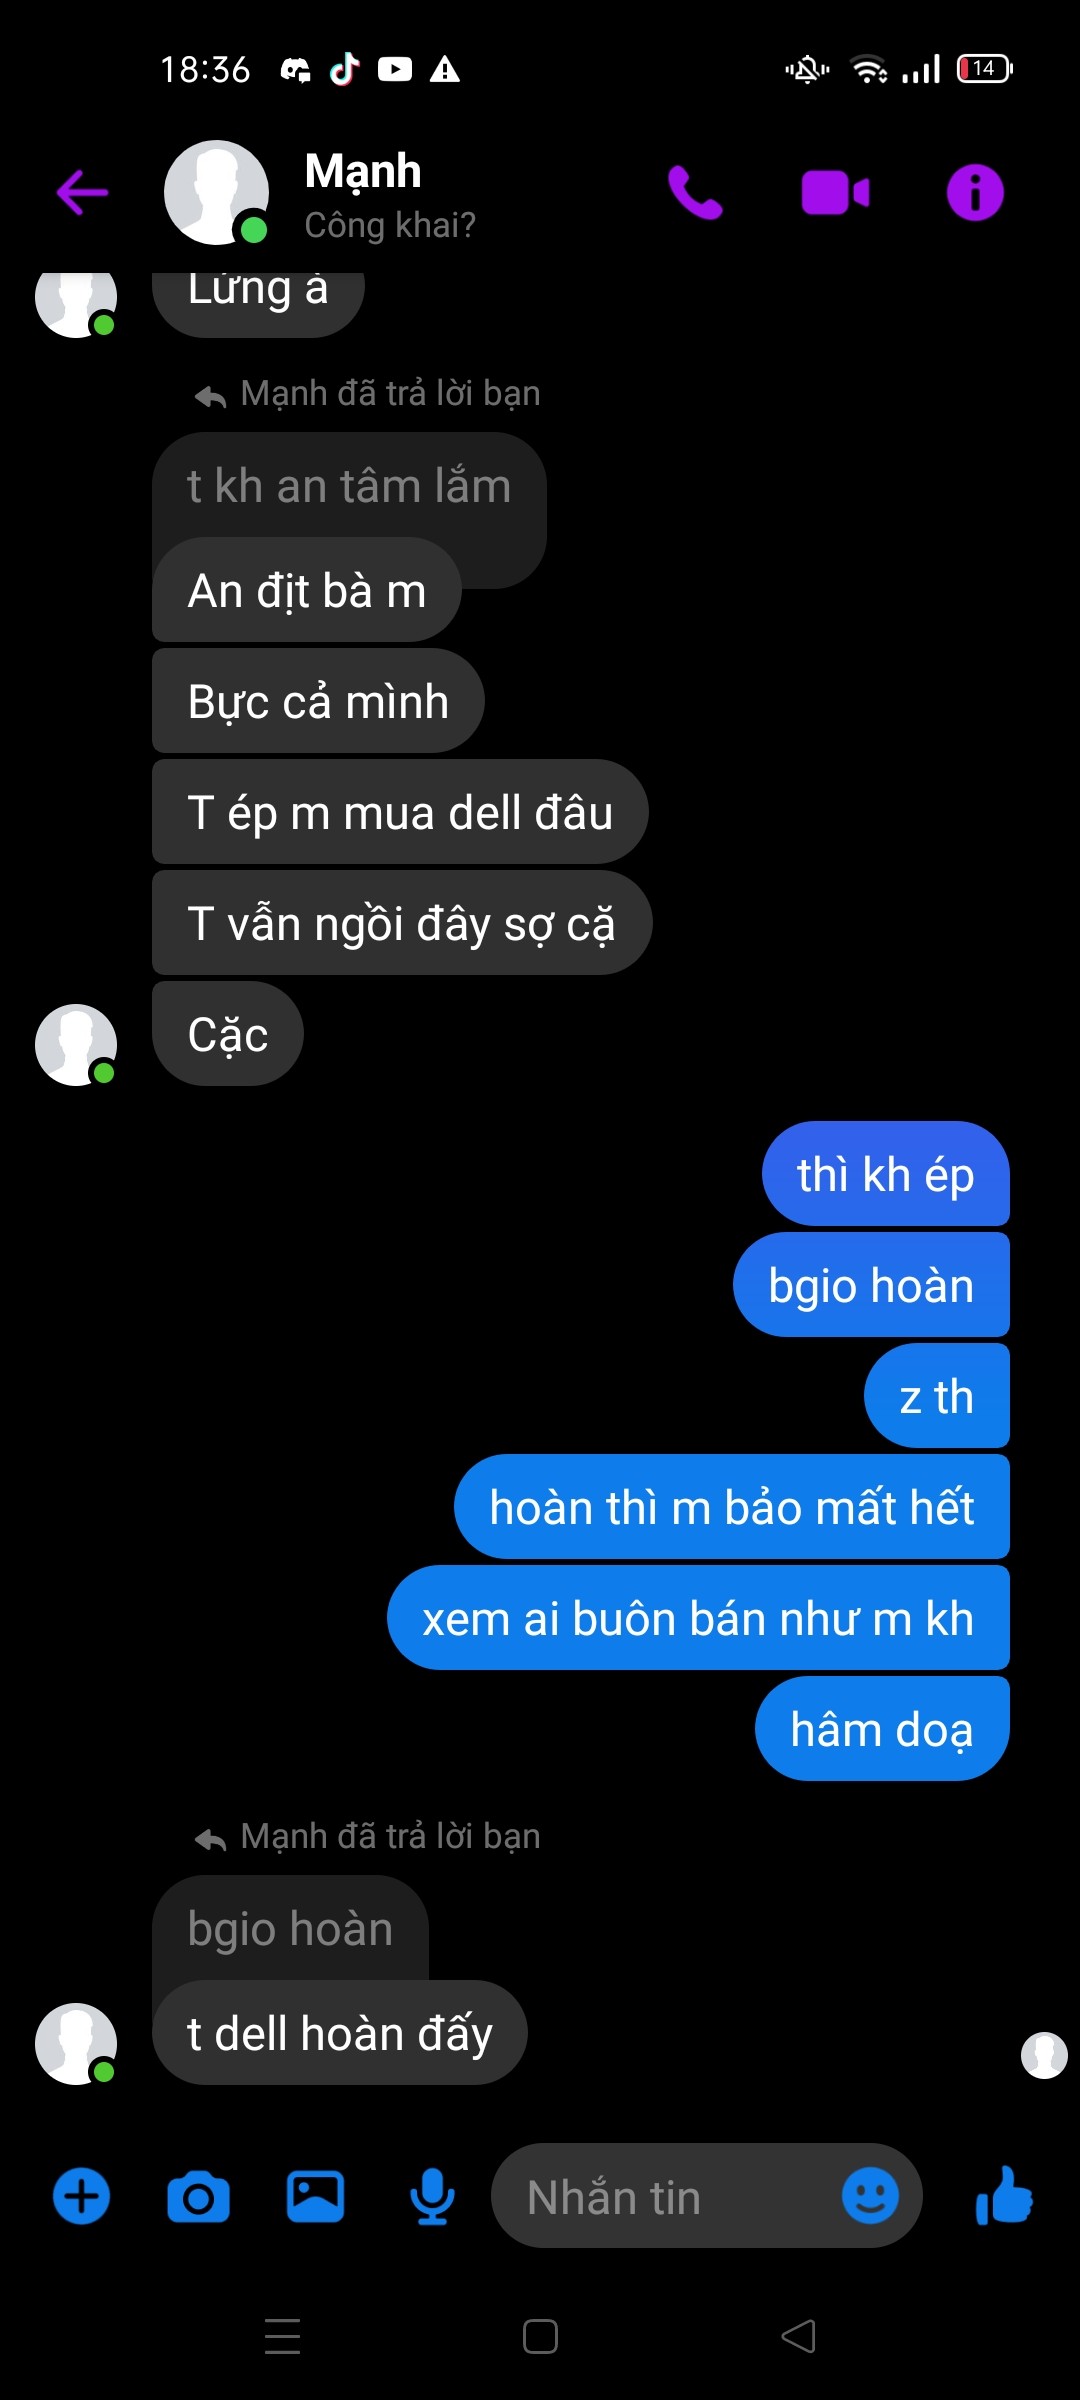 18:36
14
Mạnh
Công khai?
Lừng à
Mạnh đã trả lời bạn
t kh an tâm lắm
An địt bà m
Bực cả mình
T ép m mua dell đâu
T vẫn ngồi đây sợ cặ
Cặc
thì kh ép
bgio hoàn
z th
hoàn thì m bảo mất hết
xem ai buôn bán như m kh
hâm doạ
Mạnh đã trả lời bạn
bgio hoàn
t dell hoàn đấy
Nhắn tin